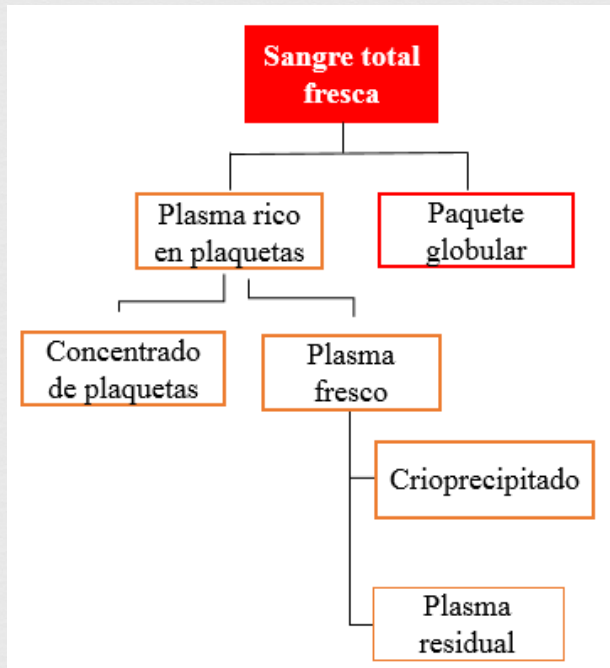 Sangre total
fresca
Plasma rico
en plaquetas
Paquete
globular
Concentrado
de plaquetas
Plasma
fresco
Crioprecipitado
Plasma
residual